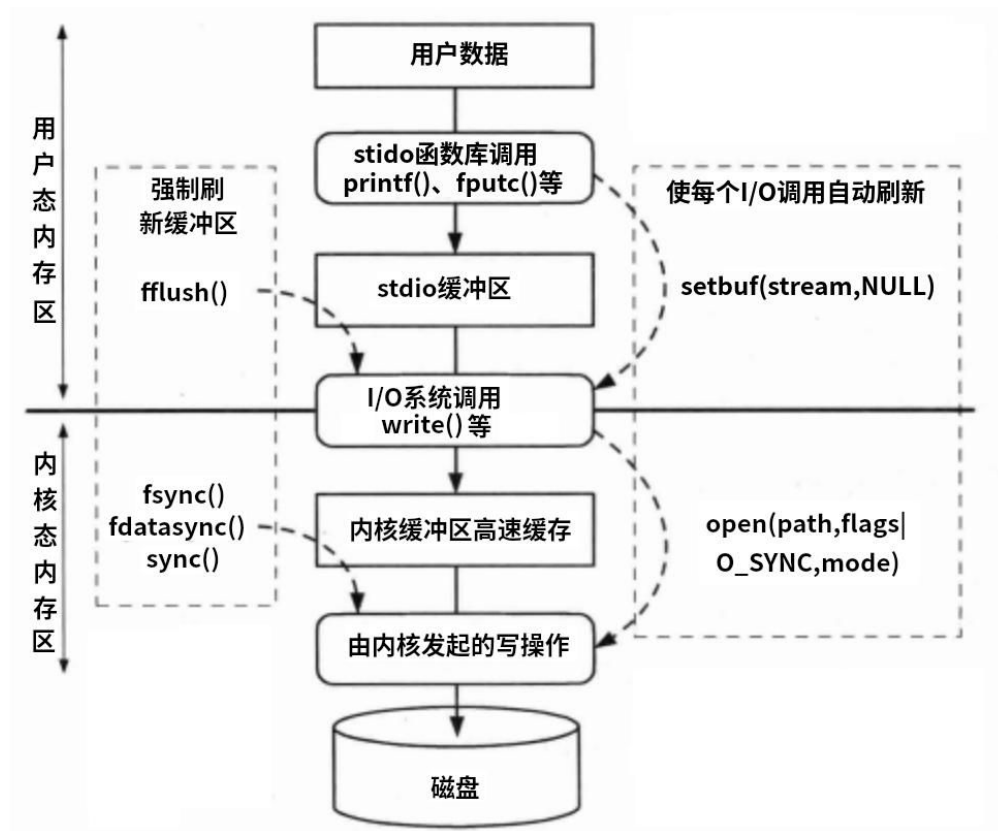 用户数据
用户态内存区
stido函数库调用
printf()、fputc()等
强制刷
新缓冲区
使每个I/O调用自动刷新
fflush()
stdio缓冲区
setbuf(stream,NULL)
I/O系统调用
write() 等
内核态内存区
fsync()
fdatasync()
sync()
内核缓冲区高速缓存
open(path,flags|
O_SYNC,mode)
由内核发起的写操作
磁盘